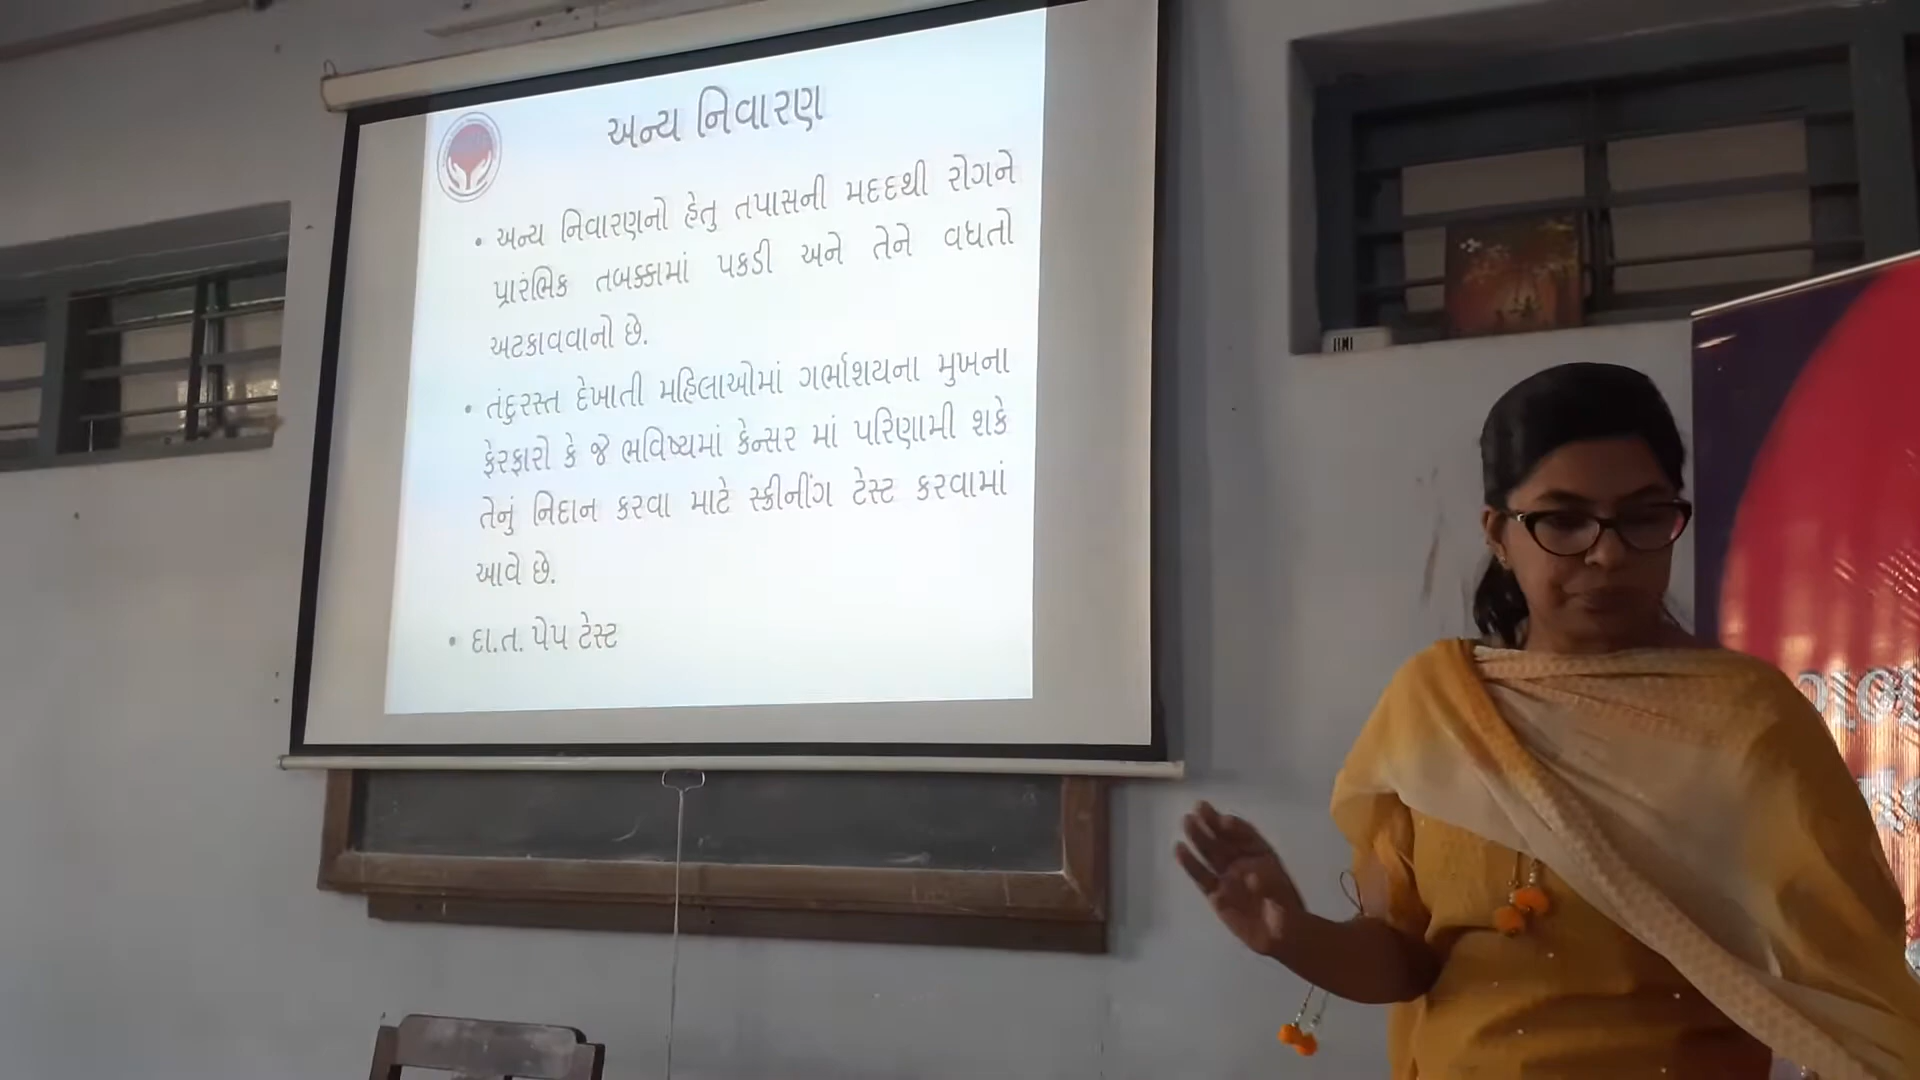 અન્ય નિવારણ
• અન્ય નિવારણનો હેતુ તપાસની મદદથી રોગને
પ્રારંભિક તબક્કામાં પકડી અને તેને વધતો
અટકાવવાનો છે.
• તંદુરસ્ત દેખાતી મહિલાઓમાં ગર્ભાશયના મુખના
ફેરફારો કે જે ભવિષ્યમાં કેન્સર માં પરિણામી શકે
તેનું નિદાન કરવા માટે સ્ક્રીનીંગ ટેસ્ટ કરવામાં
આવે છે.
• દા.ત. પેપ ટેસ્ટ